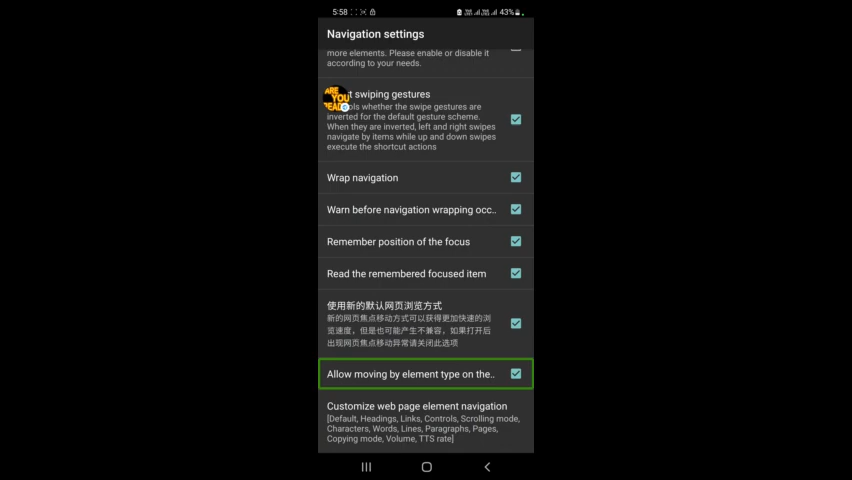 5:58
43%
Navigation settings
more elements. Please enable or disable it
according to your needs.
ARE
YOU
READ
t swiping gestures
ols whether the swipe gestures are
inverted for the default gesture scheme.
When they are inverted, left and right swipes
navigate by items while up and down swipes
execute the shortcut actions
Wrap navigation
Warn before navigation wrapping occ..
Remember position of the focus
Read the remembered focused item
使用新的默认网页浏览方式
新的网页焦点移动方式可以获得更加快速的浏
览速度，但是也可能产生不兼容，如果打开后
出现网页焦点移动异常请关闭此选项
Allow moving by element type on the..
Customize web page element navigation
[Default, Headings, Links, Controls, Scrolling mode,
Characters, Words, Lines, Paragraphs, Pages,
Copying mode, Volume, TTS rate]